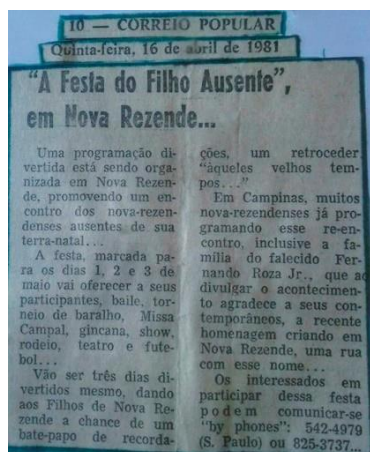 10 — CORREIO POPULAR
Quinta-feira, 16 de abril de 1981
"A Festa do Filho Ausente",
em Nova Rezende...
Uma programação di-
vertida está sendo orga-
nizada em Nova Rezen-
de, promovendo um en-
contro dos nova-rezen-
denses ausentes de sua
terra-natal...
A festa, marcada pa-
ra os dias 1, 2 e 3 de
maio vai oferecer a seus
participantes, baile, tor-
neio de baralho, Missa
Campal, gincana, show,
rodeio, teatro e fute-
bol...
Vão ser três dias di-
vertidos mesmo, dando
aos Filhos de Nova Re-
zende a chance de um
bate-papo de recorda-
ções, um retroceder
"àqueles velhos tem-
pos..."
Em Campinas, muitos
nova-rezendenses já pro-
gramando esse re-en-
contro, inclusive a fa-
mília do falecido Fer-
nando Roza Jr., que ao
divulgar o acontecimen-
to agradece a seus con-
temporâneos, a recente
homenagem criando em
Nova Rezende, uma rua
com esse nome...
Os interessados em
participar dessa festa
podem comunicar-se
"by phones": 542-4979
(S. Paulo) ou 825-3737...